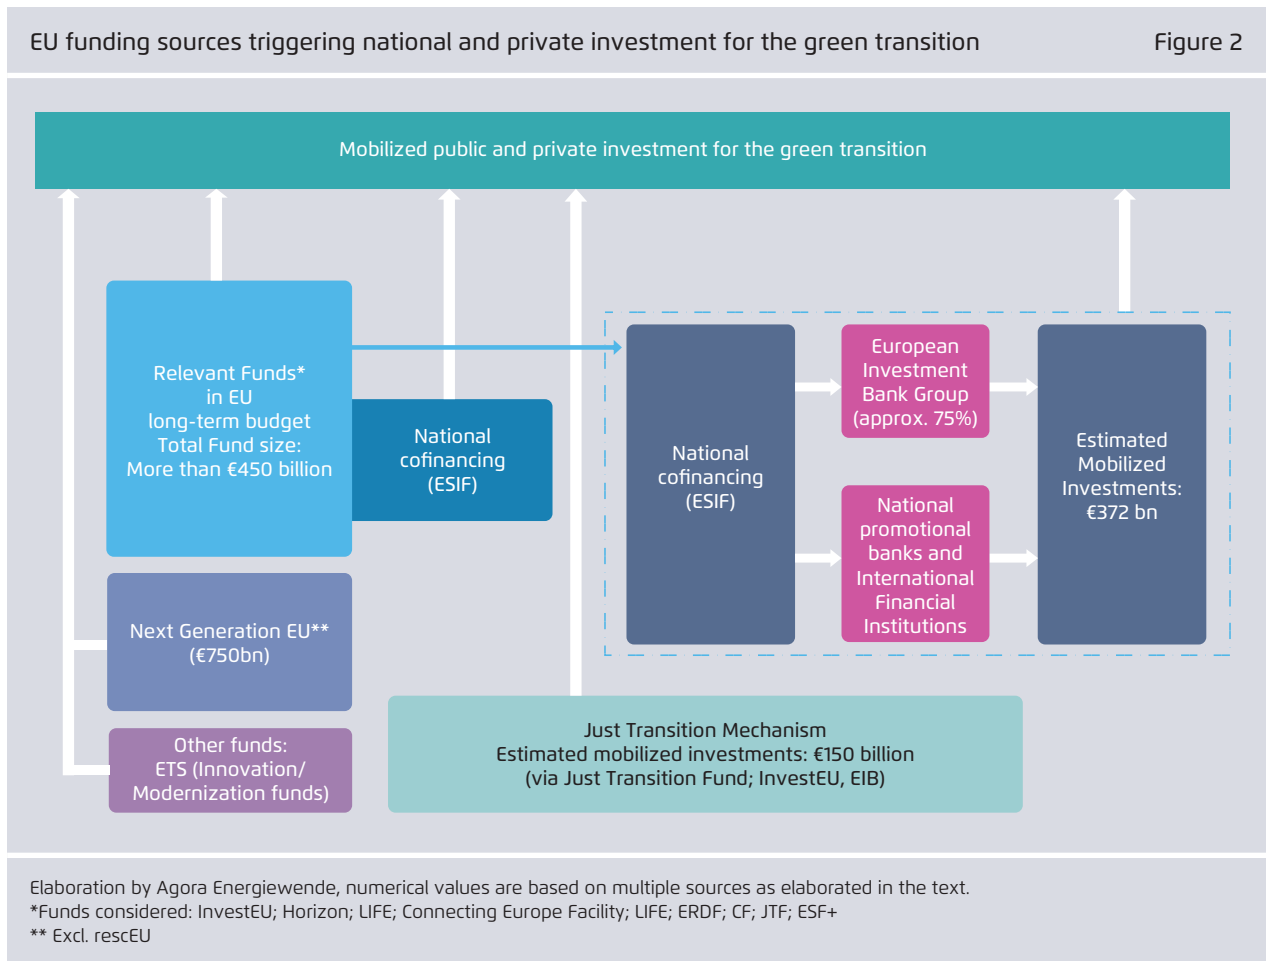 EU funding sources triggering national and private investment for the green transition
Figure 2
Mobilized public and private investment for the green transition
Relevant Funds*
in EU
long-term budget
Total Fund size:
More than €450 billion
National
cofinancing
(ESIF)
National
cofinancing
(ESIF)
European
Investment
Bank Group
(approx. 75%)
National
promotional
banks and
International
Financial
Institutions
Estimated
Mobilized
Investments:
€372 bn
Next Generation EU**
(€750bn)
Other funds:
ETS (Innovation/
Modernization funds)
Just Transition Mechanism
Estimated mobilized investments: €150 billion
(via Just Transition Fund; InvestEU, EIB)
Elaboration by Agora Energiewende, numerical values are based on multiple sources as elaborated in the text.
*Funds considered: InvestEU; Horizon; LIFE; Connecting Europe Facility; LIFE; ERDF; CF; JTF; ESF+
** Excl. rescEU